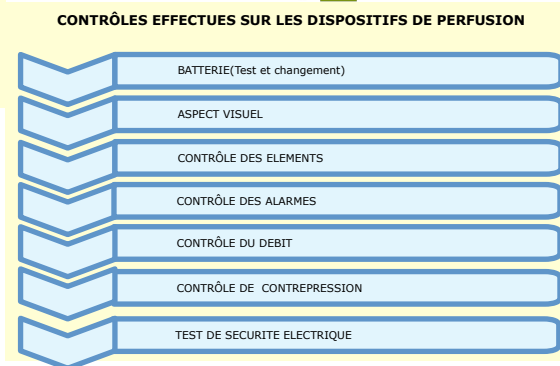 CONTRÔLES EFFECTUES SUR LES DISPOSITIFS DE PERFUSION
BATTERIE(Test et changement)
ASPECT VISUEL
CONTRÔLE DES ELEMENTS
CONTRÔLE DES ALARMES
CONTRÔLE DU DEBIT
CONTRÔLE DE CONTREPRESSION
TEST DE SECURITE ELECTRIQUE